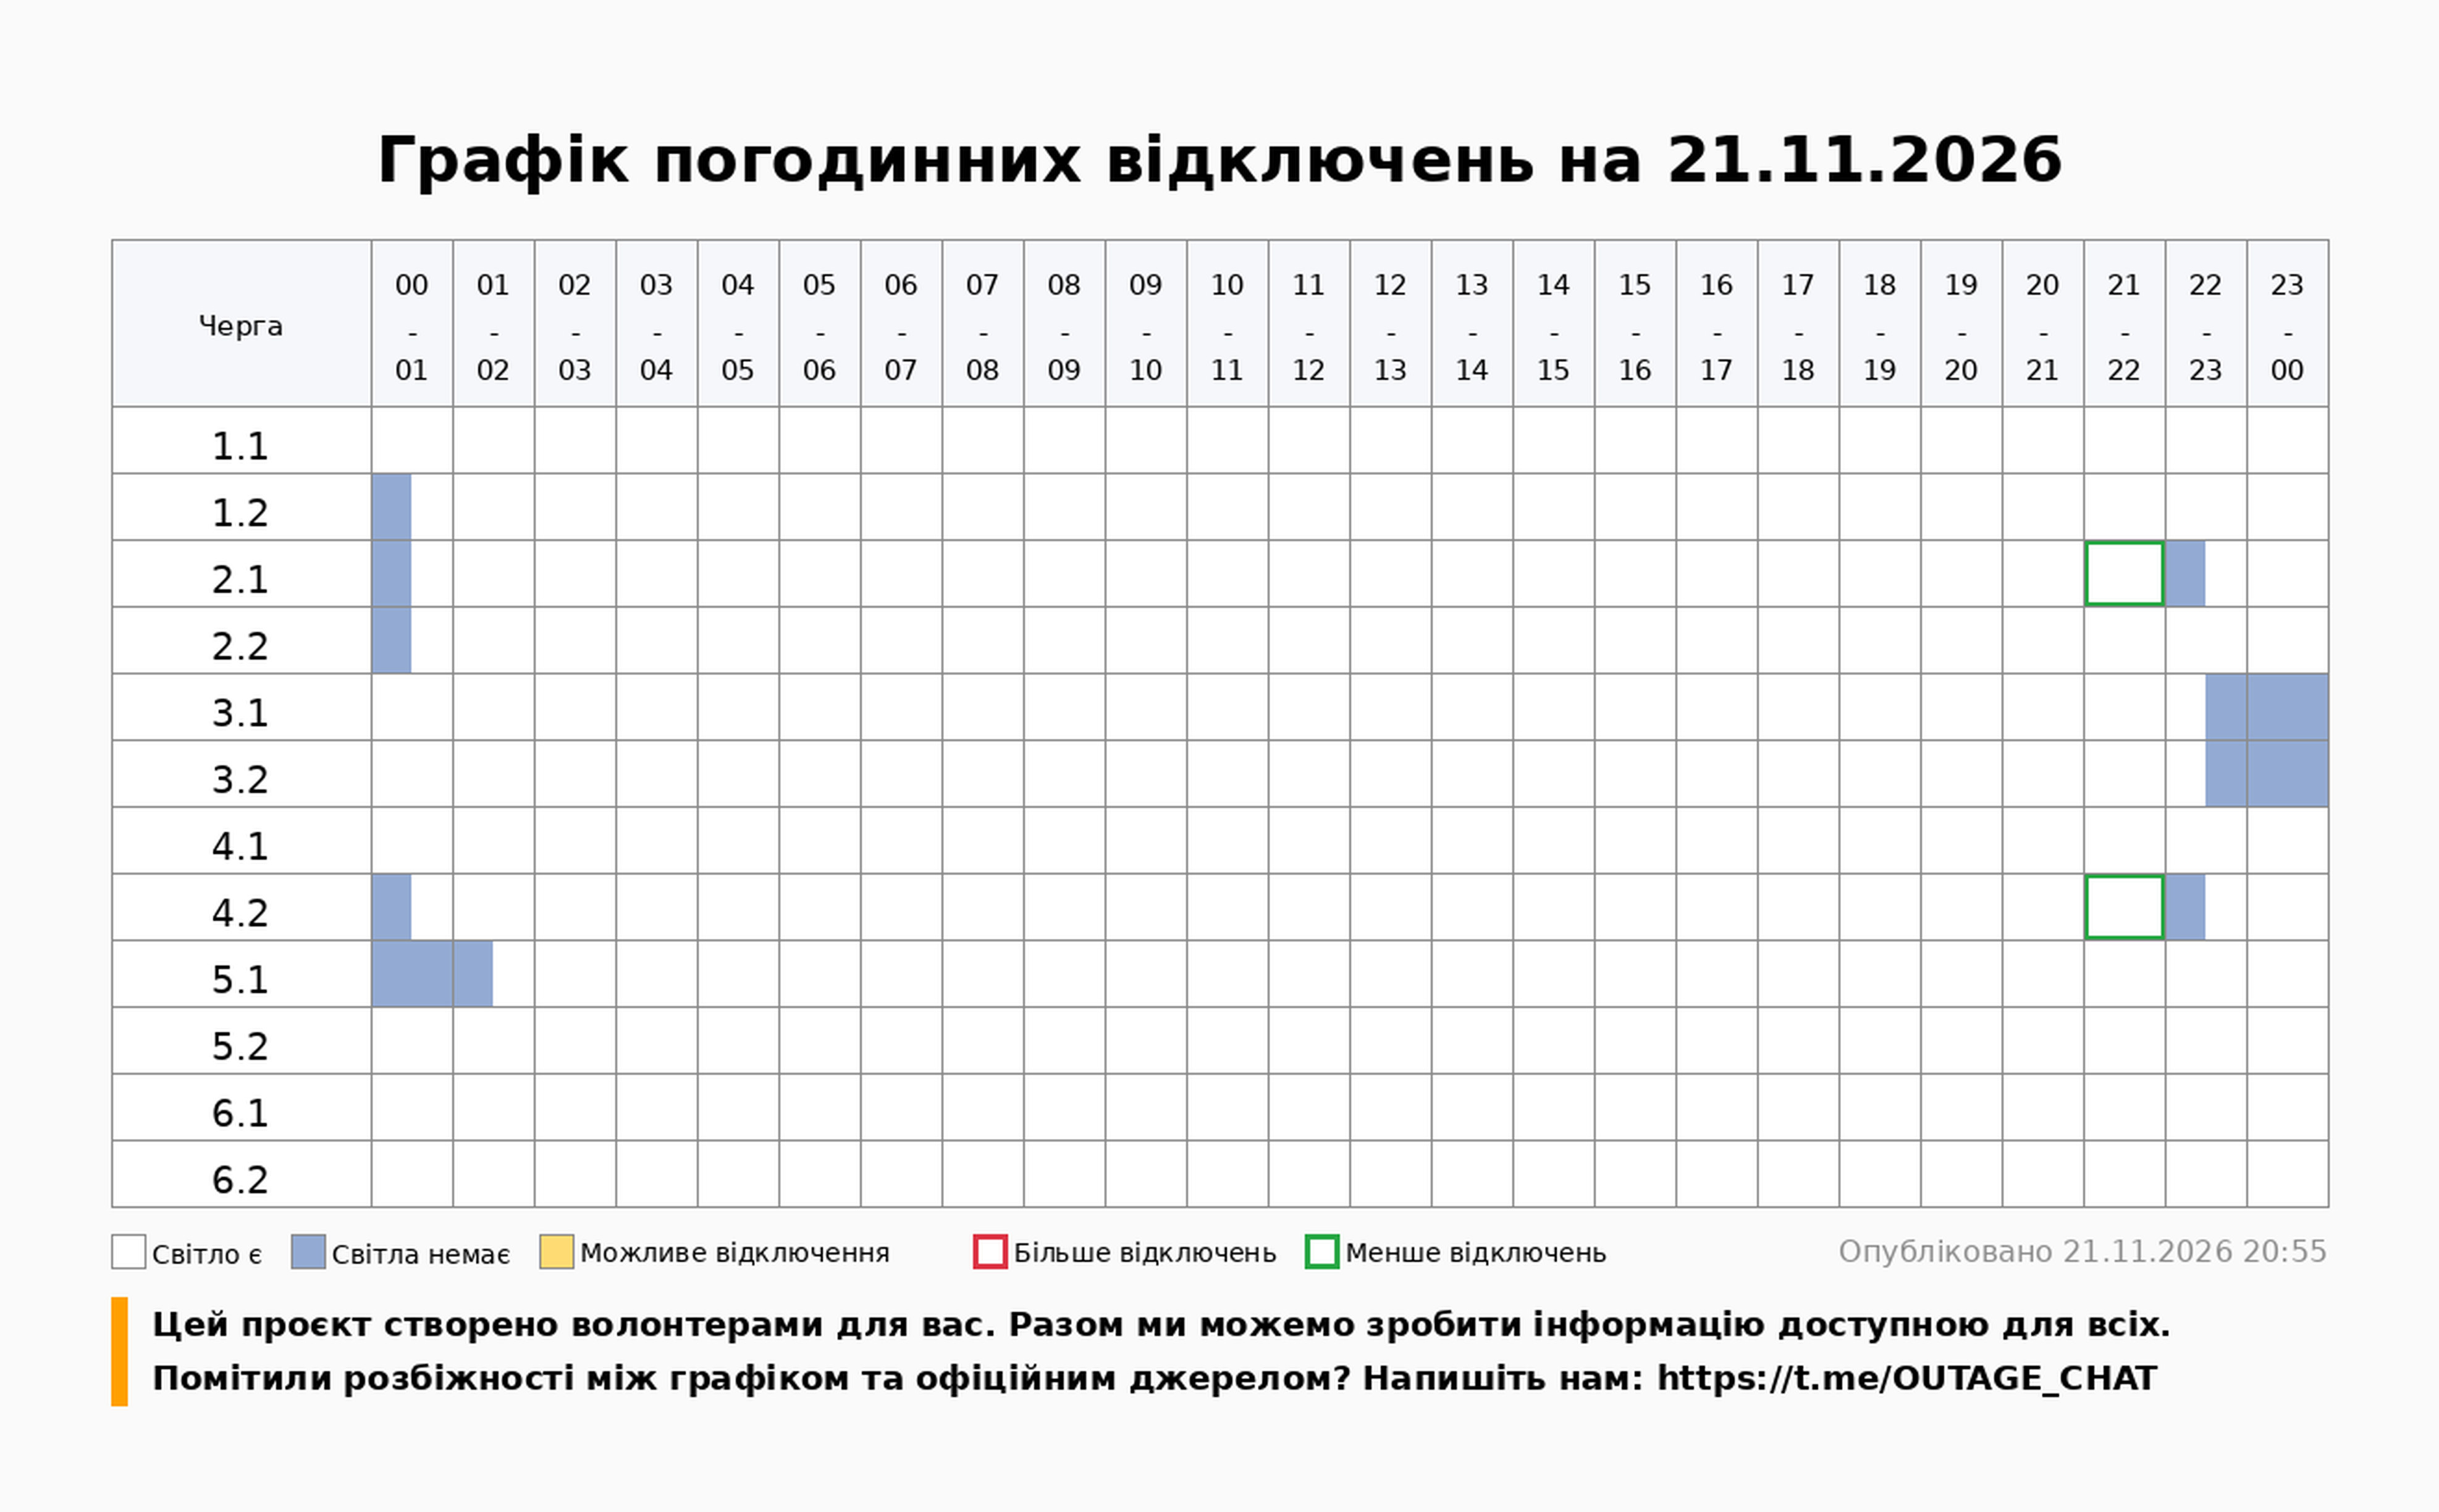 Графік погодинних відключень на 21.11.2026
Черга 00 - 01 01 - 02 02 - 03 03 - 04 04 - 05 05 - 06 06 - 07 07 - 08 08 - 09 09 - 10 10 - 11 11 - 12 12 - 13 13 - 14 14 - 15 15 - 16 16 - 17 17 - 18 18 - 19 19 - 20 20 - 21 21 - 22 22 - 23 23 - 00
1.1
1.2
2.1
2.2
3.1
3.2
4.1
4.2
5.1
5.2
6.1
6.2
Світло є Світла немає Можливе відключення Більше відключень Менше відключень Опубліковано 21.11.2026 20:55
Цей проєкт створено волонтерами для вас. Разом ми можемо зробити інформацію доступною для всіх.
Помітили розбіжності між графіком та офіційним джерелом? Напишіть нам: https://t.me/OUTAGE_CHAT